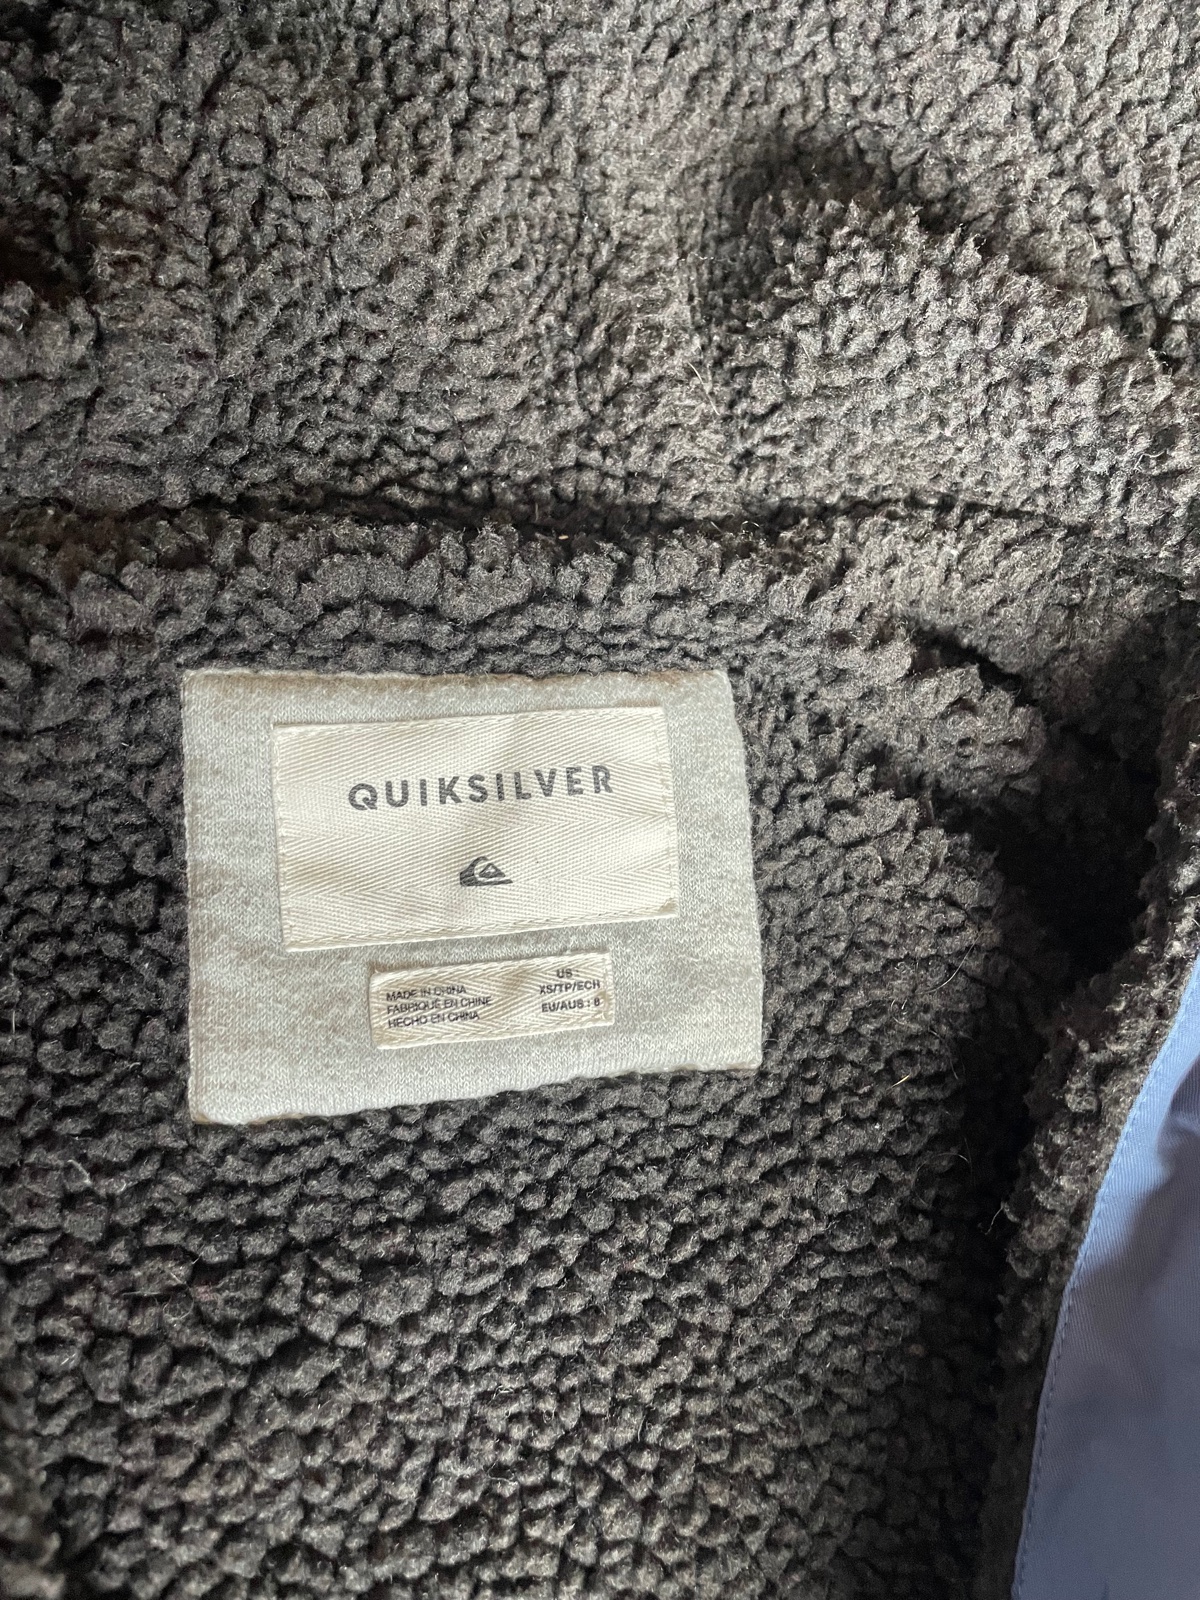 QUIKSILVER
MADE IN CHINA
FABRIQUÉ EN CHINE
HECHO EN CHINA
US :
XS/TP/ECH
EU/AUS : 8